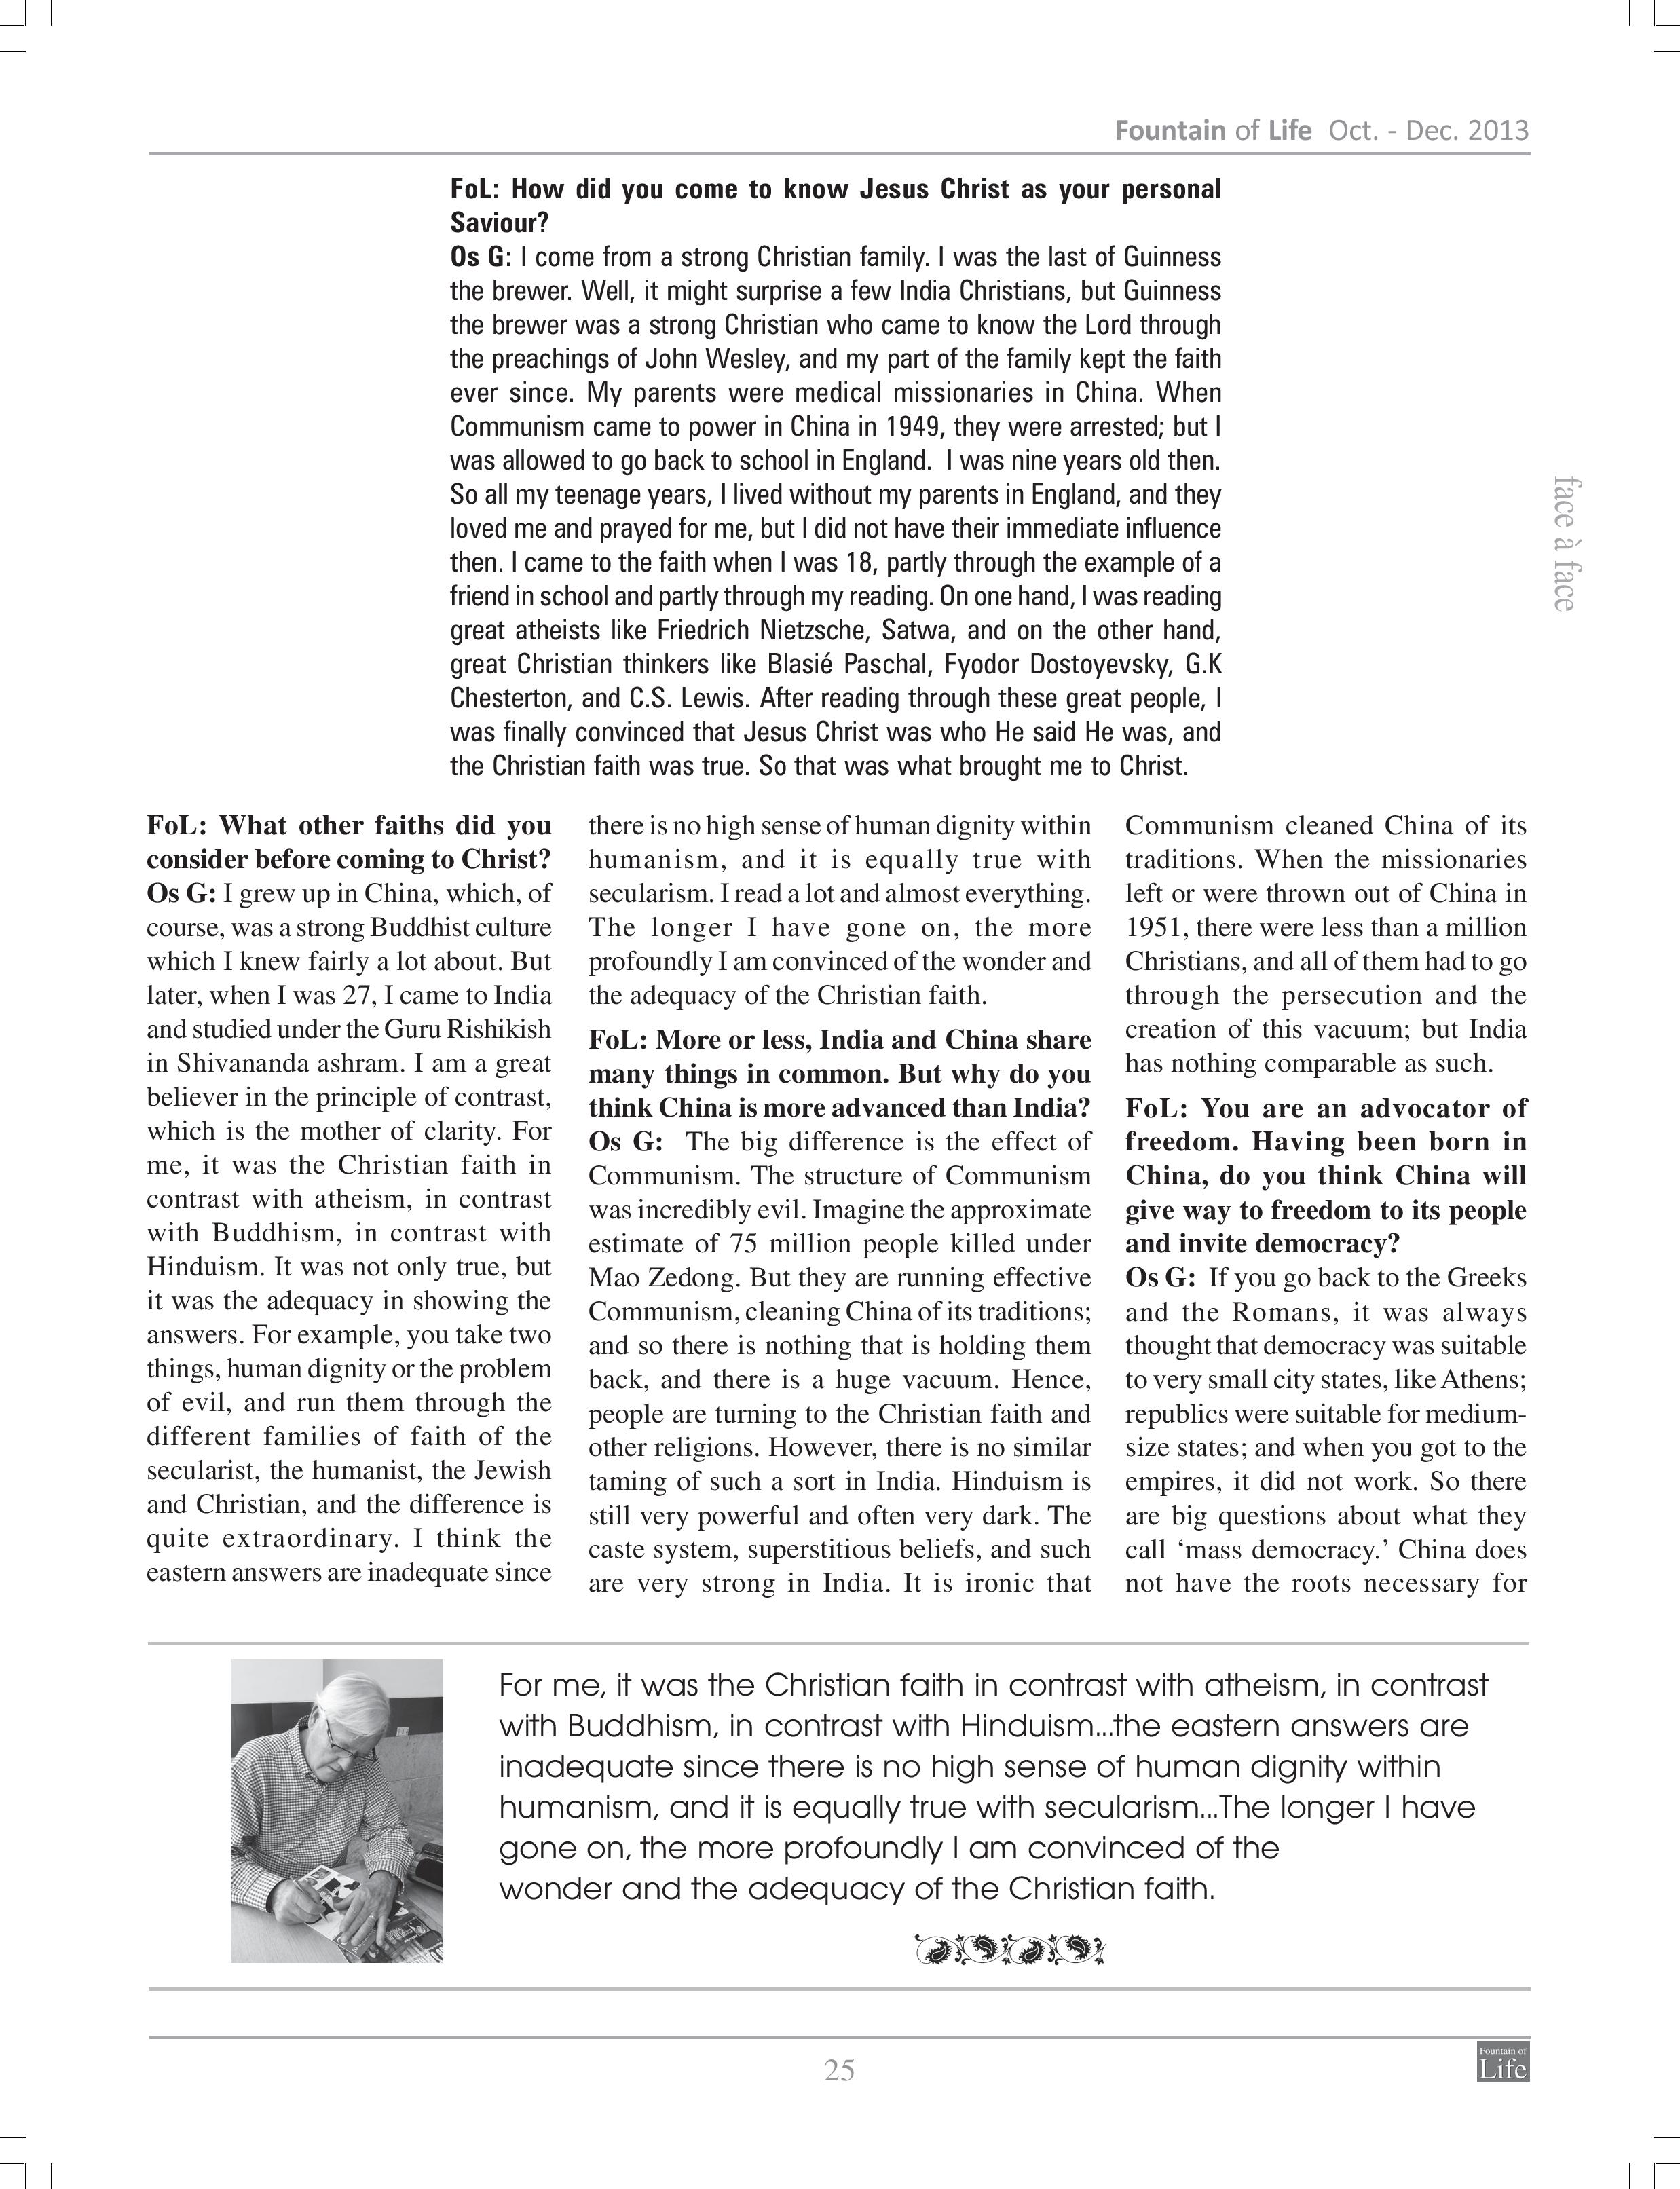 Fountain of Life Oct. - Dec. 2013
FoL: How did you come to know Jesus Christ as your personal
Saviour?
Os G: I come from a strong Christian family. I was the last of Guinness
the brewer. Well, it might surprise a few India Christians, but Guinness
the brewer was a strong Christian who came to know the Lord through
the preachings of John Wesley, and my part of the family kept the faith
ever since. My parents were medical missionaries in China. When
Communism came to power in China in 1949, they were arrested; but I
was allowed to go back to school in England. I was nine years old then.
So all my teenage years, I lived without my parents in England, and they
loved me and prayed for me, but I did not have their immediate influence
then. I came to the faith when I was 18, partly through the example of a
friend in school and partly through my reading. On one hand, I was reading
great atheists like Friedrich Nietzsche, Satwa, and on the other hand,
great Christian thinkers like Blasié Paschal, Fyodor Dostoyevsky, G.K
Chesterton, and C.S. Lewis. After reading through these great people, I
was finally convinced that Jesus Christ was who He said He was, and
the Christian faith was true. So that was what brought me to Christ.
face à face
FoL: What other faiths did you
consider before coming to Christ?
Os G: I grew up in China, which, of
course, was a strong Buddhist culture
which I knew fairly a lot about. But
later, when I was 27, I came to India
and studied under the Guru Rishikish
in Shivananda ashram. I am a great
believer in the principle of contrast,
which is the mother of clarity. For
me, it was the Christian faith in
contrast with atheism, in contrast
with Buddhism, in contrast with
Hinduism. It was not only true, but
it was the adequacy in showing the
answers. For example, you take two
things, human dignity or the problem
of evil, and run them through the
different families of faith of the
secularist, the humanist, the Jewish
and Christian, and the difference is
quite extraordinary. I think the
eastern answers are inadequate since
there is no high sense of human dignity within
humanism, and it is equally true with
secularism. I read a lot and almost everything.
The longer I have gone on, the more
profoundly I am convinced of the wonder and
the adequacy of the Christian faith.
FoL: More or less, India and China share
many things in common. But why do you
think China is more advanced than India?
Os G: The big difference is the effect of
Communism. The structure of Communism
was incredibly evil. Imagine the approximate
estimate of 75 million people killed under
Mao Zedong. But they are running effective
Communism, cleaning China of its traditions;
and so there is nothing that is holding them
back, and there is a huge vacuum. Hence,
people are turning to the Christian faith and
other religions. However, there is no similar
taming of such a sort in India. Hinduism is
still very powerful and often very dark. The
caste system, superstitious beliefs, and such
are very strong in India. It is ironic that
Communism cleaned China of its
traditions. When the missionaries
left or were thrown out of China in
1951, there were less than a million
Christians, and all of them had to go
through the persecution and the
creation of this vacuum; but India
has nothing comparable as such.
FoL: You are an advocator of
freedom. Having been born in
China, do you think China will
give way to freedom to its people
and invite democracy?
Os G: If you go back to the Greeks
and the Romans, it was always
thought that democracy was suitable
to very small city states, like Athens;
republics were suitable for medium-
size states; and when you got to the
empires, it did not work. So there
are big questions about what they
call ‘mass democracy.’ China does
not have the roots necessary for
For me, it was the Christian faith in contrast with atheism, in contrast
with Buddhism, in contrast with Hinduism...the eastern answers are
inadequate since there is no high sense of human dignity within
humanism, and it is equally true with secularism...The longer I have
gone on, the more profoundly I am convinced of the
wonder and the adequacy of the Christian faith.
25
Fountain of
Life